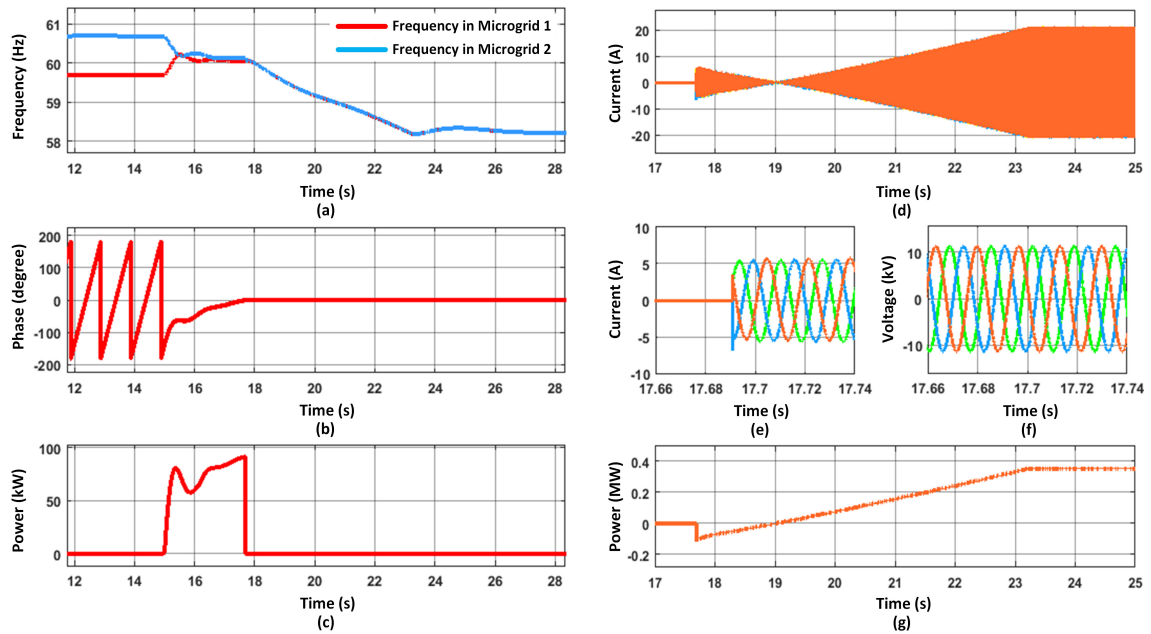 61
60
59
58
Frequency (Hz)
Frequency in Microgrid 1
Frequency in Microgrid 2
12 14 16 18 20 22 24 26 28
Time (s)
(a)
200
100
0
-100
-200
Phase (degree)
12 14 16 18 20 22 24 26 28
Time (s)
(b)
100
50
0
Power (kW)
12 14 16 18 20 22 24 26 28
Time (s)
(c)
20
10
0
-10
-20
Current (A)
17 18 19 20 21 22 23 24 25
Time (s)
(d)
10
5
0
-5
-10
Current (A)
17.66 17.68 17.7 17.72 17.74
Time (s)
(e)
10
0
-10
Voltage (kV)
17.66 17.68 17.7 17.72 17.74
Time (s)
(f)
0.4
0.2
0
-0.2
Power (MW)
17 18 19 20 21 22 23 24 25
Time (s)
(g)